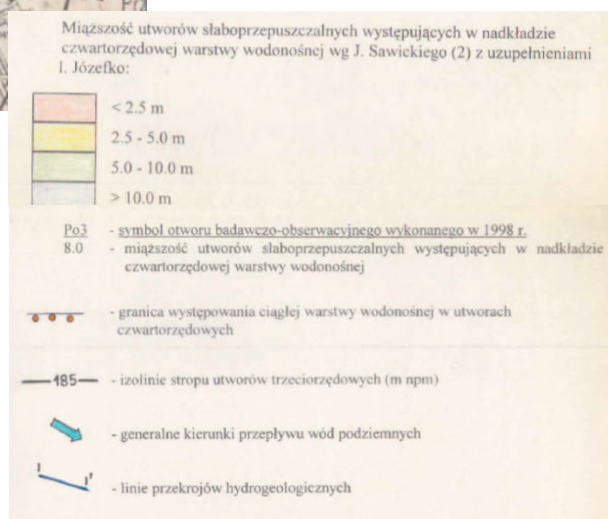 Miąższość utworów słaboprzepuszczalnych występujących w nadkładzie
czwartorzędowej warstwy wodonośnej wg J. Sawickiego (2) z uzupełnieniami
I. Józefko:
< 2.5 m
2.5 - 5.0 m
5.0 - 10.0 m
> 10.0 m
Po3 - symbol otworu badawczo-obserwacyjnego wykonanego w 1998 r.
8.0 - miąższość utworów słaboprzepuszczalnych występujących w nadkładzie
czwartorzędowej warstwy wodonośnej
- granica występowania ciągłej warstwy wodonośnej w utworach
czwartorzędowych
185 - izolinie stropu utworów trzeciorzędowych (m npm)
- generalne kierunki przepływu wód podziemnych
I I' - linie przekrojów hydrogeologicznych